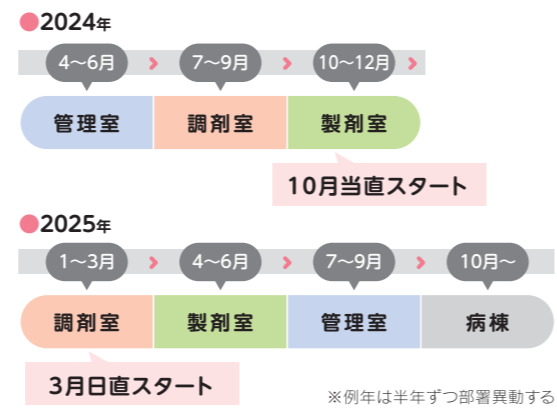 ●2024年
4〜6月 > 7〜9月 > 10〜12月 >
管理室 調剤室 製剤室
10月当直スタート
●2025年
1〜3月 > 4〜6月 > 7〜9月 > 10月〜
調剤室 製剤室 管理室 病棟
3月日直スタート
※例年は半年ずつ部署異動する